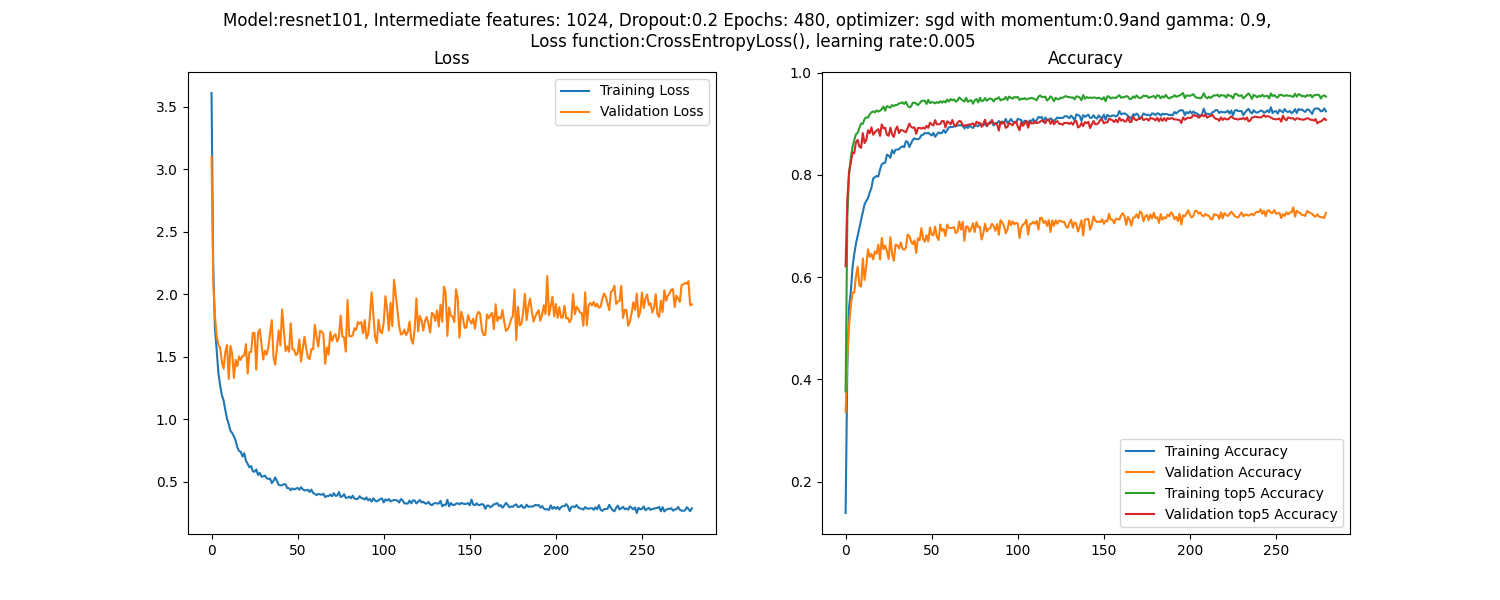 Model:resnet101, Intermediate features: 1024, Dropout:0.2 Epochs: 480, optimizer: sgd with momentum:0.9and gamma: 0.9,
Loss function:CrossEntropyLoss(), learning rate:0.005
Loss
Training Loss
Validation Loss
3.5
3.0
2.5
2.0
1.5
1.0
0.5
0
50
100
150
200
250
Accuracy
1.0
0.8
0.6
0.4
0.2
Training Accuracy
Validation Accuracy
Training top5 Accuracy
Validation top5 Accuracy
0
50
100
150
200
250